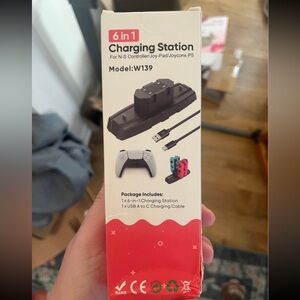 6 in 1
Charging Station
For N-S Controller/Joy-Pad/Joycons P5
Model:W139
Package Includes:
1 x 6-in-1 Charging Station
1 x USB A to C Charging Cable
CE